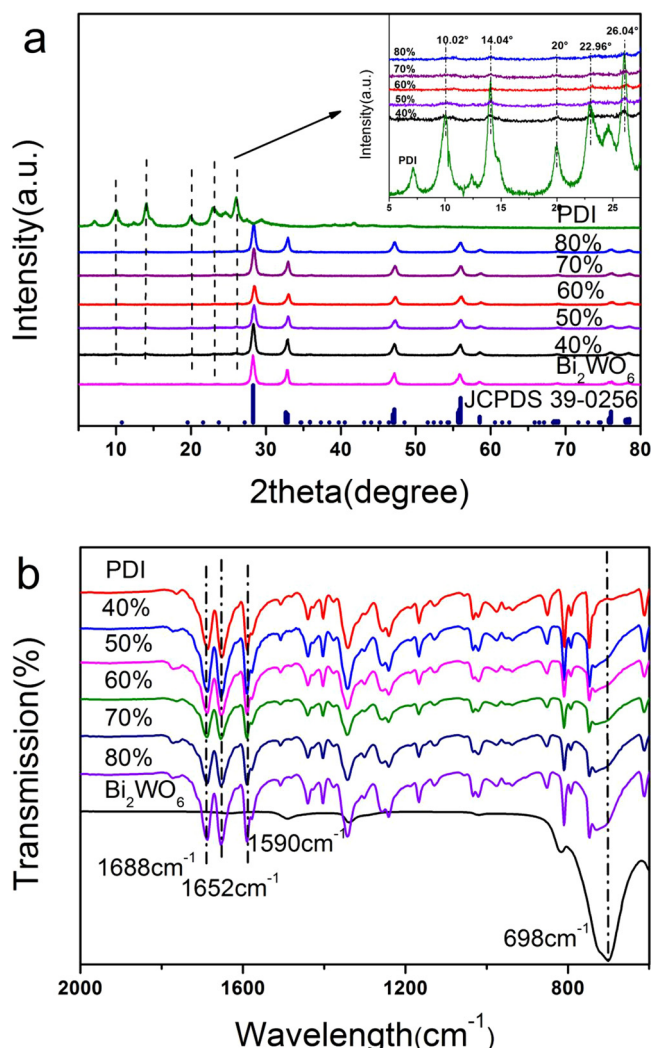 a
Intensity(a.u.)
80%
70%
60%
50%
40%
PDI
10.02°
14.04°
20°
22.96°
26.04°
Intensity(a.u.)
5
10
15
20
25
PDI
80%
70%
60%
50%
40%
Bi₂WO₆
JCPDS 39-0256
10
20
30
40
50
60
70
80
2theta(degree)
b
Transmission(%)
PDI
40%
50%
60%
70%
80%
Bi₂WO₆
1688cm⁻¹
1652cm⁻¹
1590cm⁻¹
698cm⁻¹
2000
1600
1200
800
Wavelength(cm⁻¹)